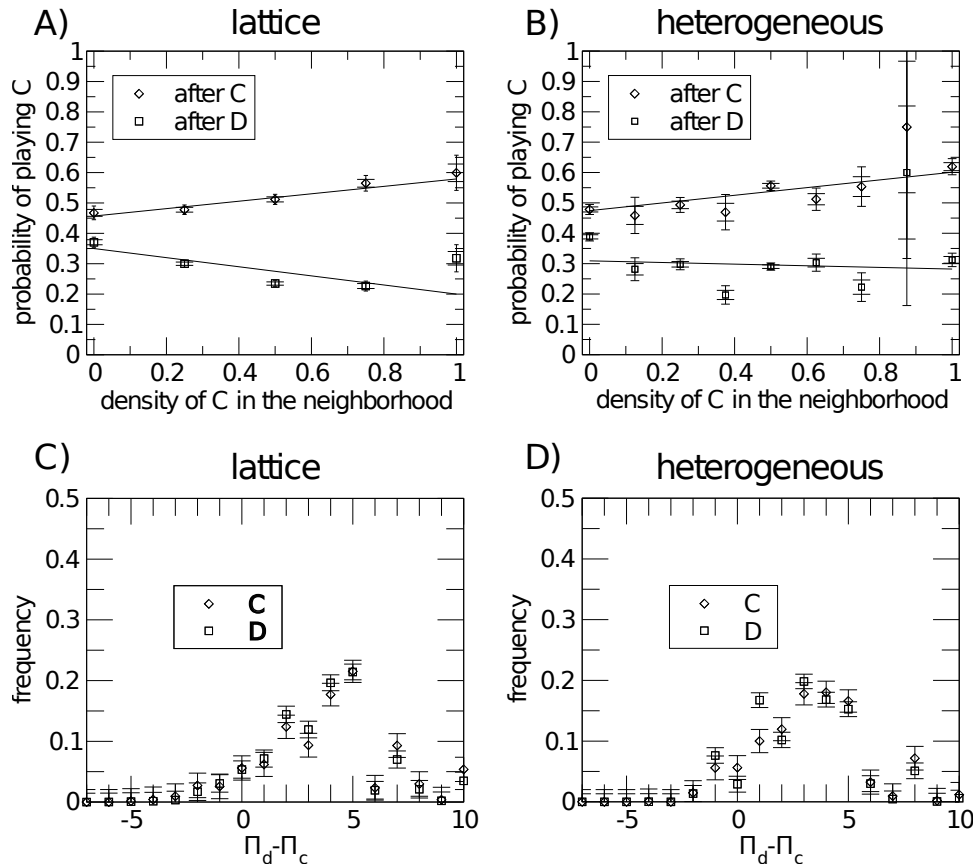 A) lattice
probability of playing C
1
0.9
0.8
0.7
0.6
0.5
0.4
0.3
0.2
0.1
0
after C
after D
0 0.2 0.4 0.6 0.8 1
density of C in the neighborhood
B) heterogeneous
probability of playing C
1
0.9
0.8
0.7
0.6
0.5
0.4
0.3
0.2
0.1
0
after C
after D
0 0.2 0.4 0.6 0.8 1
density of C in the neighborhood
C) lattice
frequency
0.5
0.4
0.3
0.2
0.1
0
C
D
-5 0 5 10
Π_d-Π_c
D) heterogeneous
frequency
0.5
0.4
0.3
0.2
0.1
0
C
D
-5 0 5 10
Π_d-Π_c